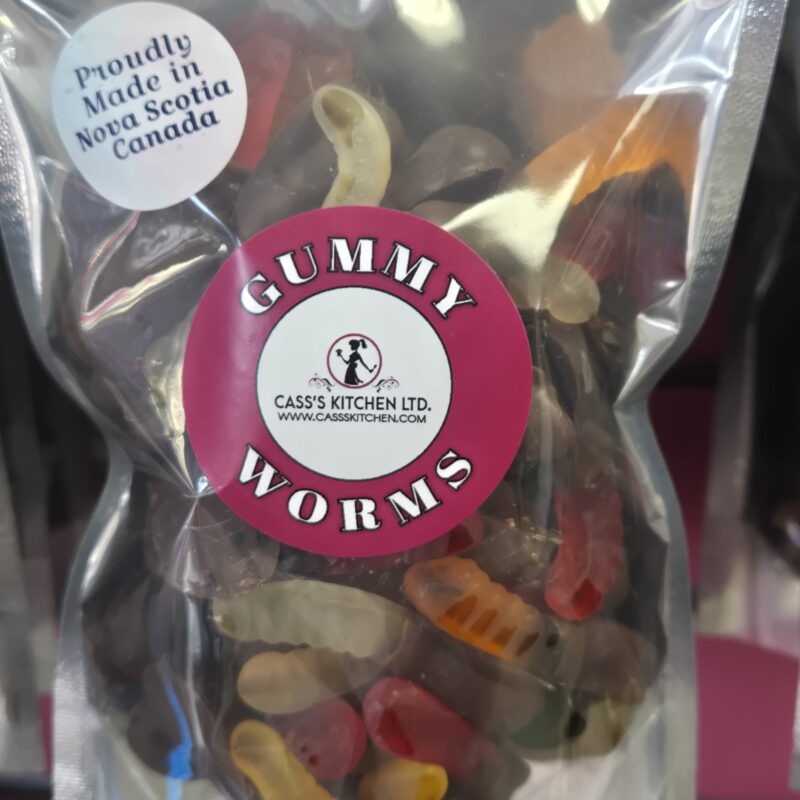 Proudly
Made in
Nova Scotia
Canada
GUMMY
CASS'S KITCHEN LTD.
WWW.CASSSKITCHEN.COM
WORMS